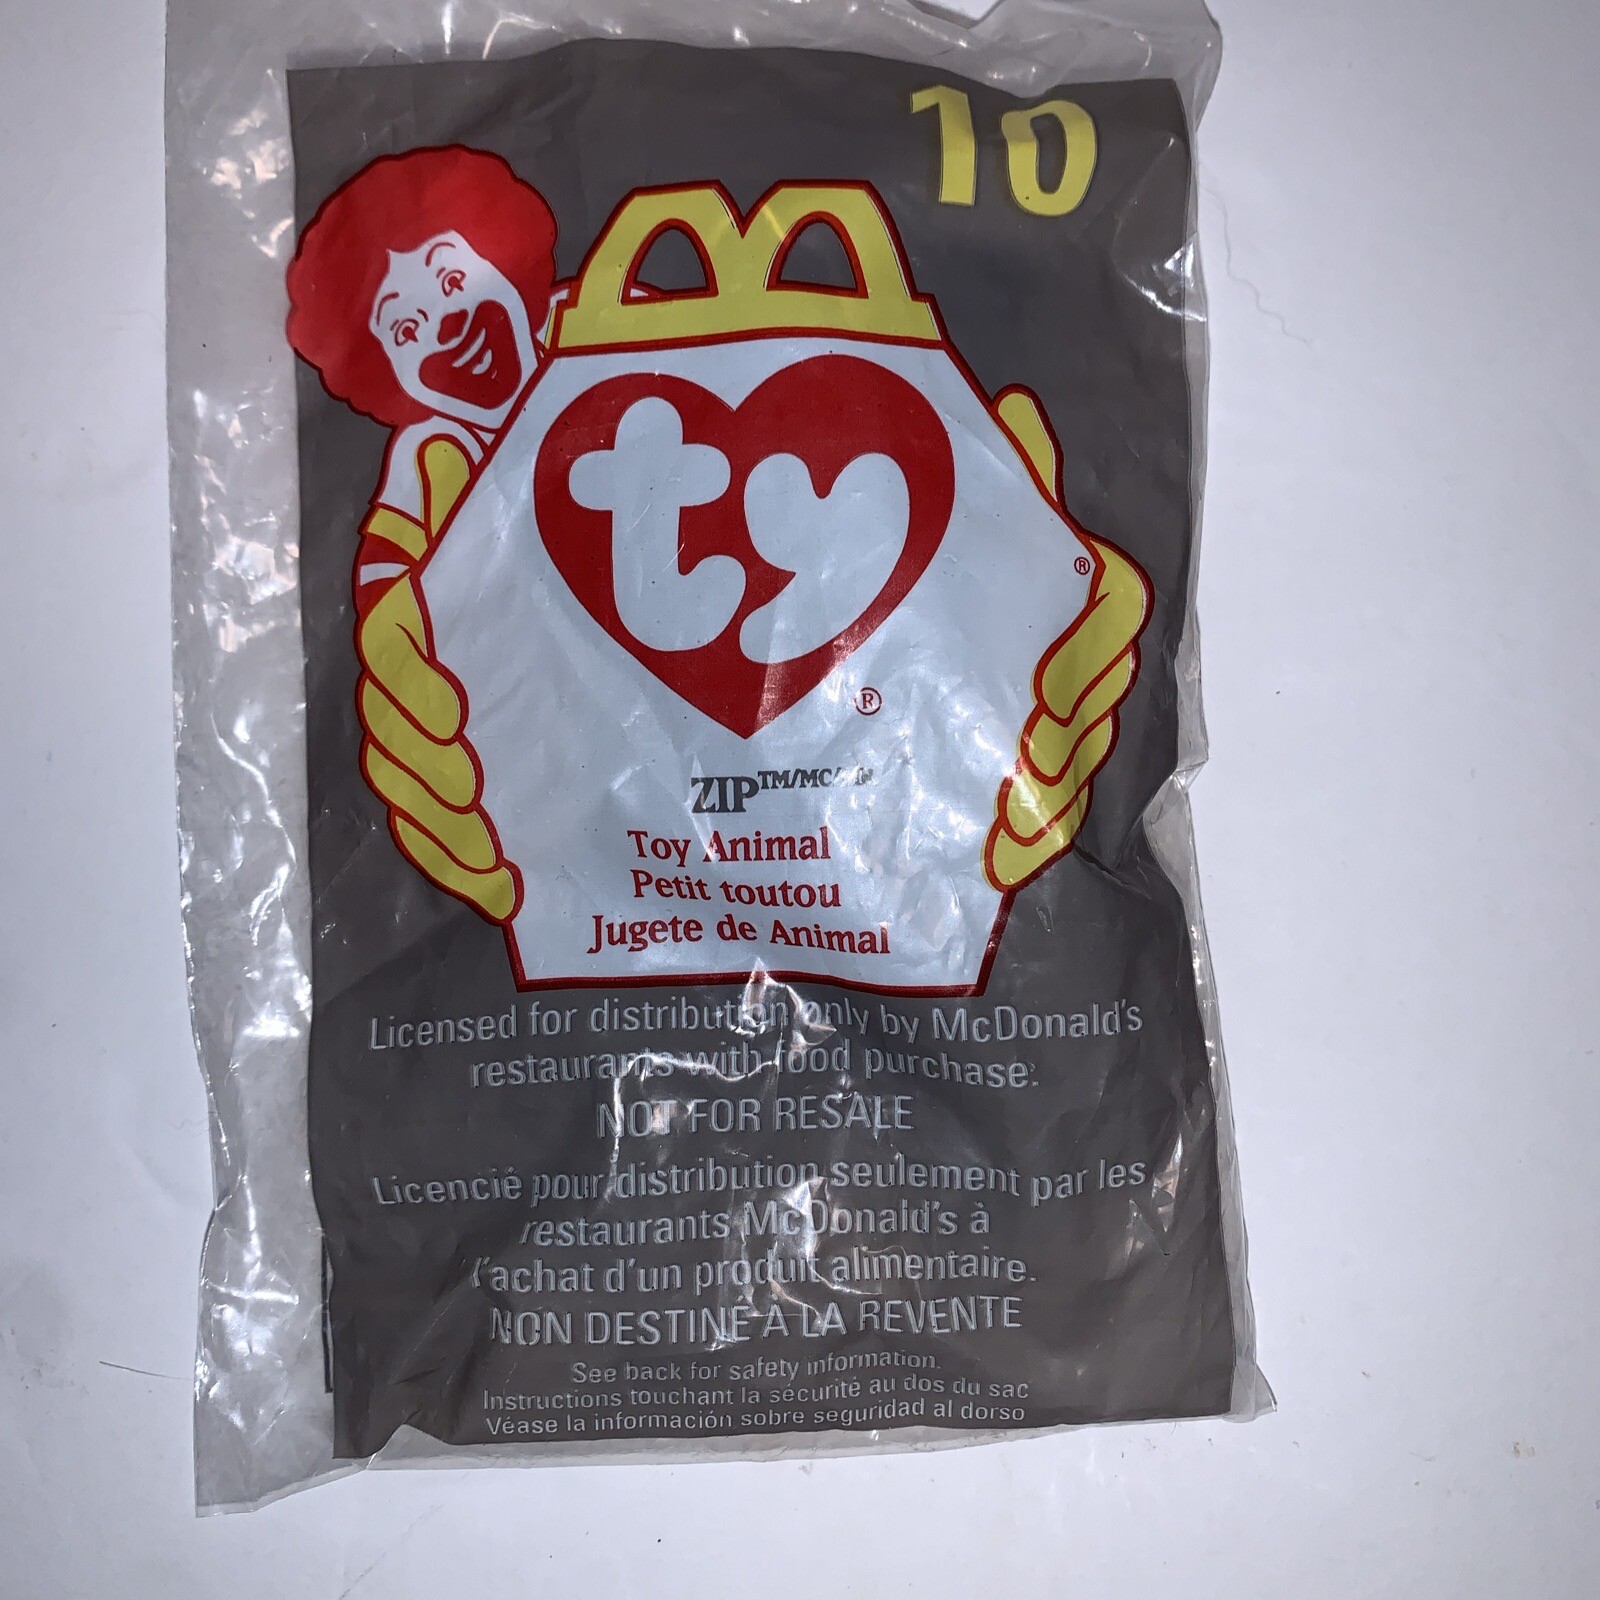 10
ty
®
®
ZIP TM/MC/
Toy Animal
Petit toutou
Jugete de Animal
Licensed for distribution only by McDonald's
restaurants with food purchase.
NOT FOR RESALE
Licencié pour distribution seulement par les
restaurants McDonald's à
l'achat d'un produit alimentaire.
NON DESTINÉ À LA REVENTE
See back for safety information.
Instructions touchant la sécurité au dos du sac
Véase la información sobre seguridad al dorso